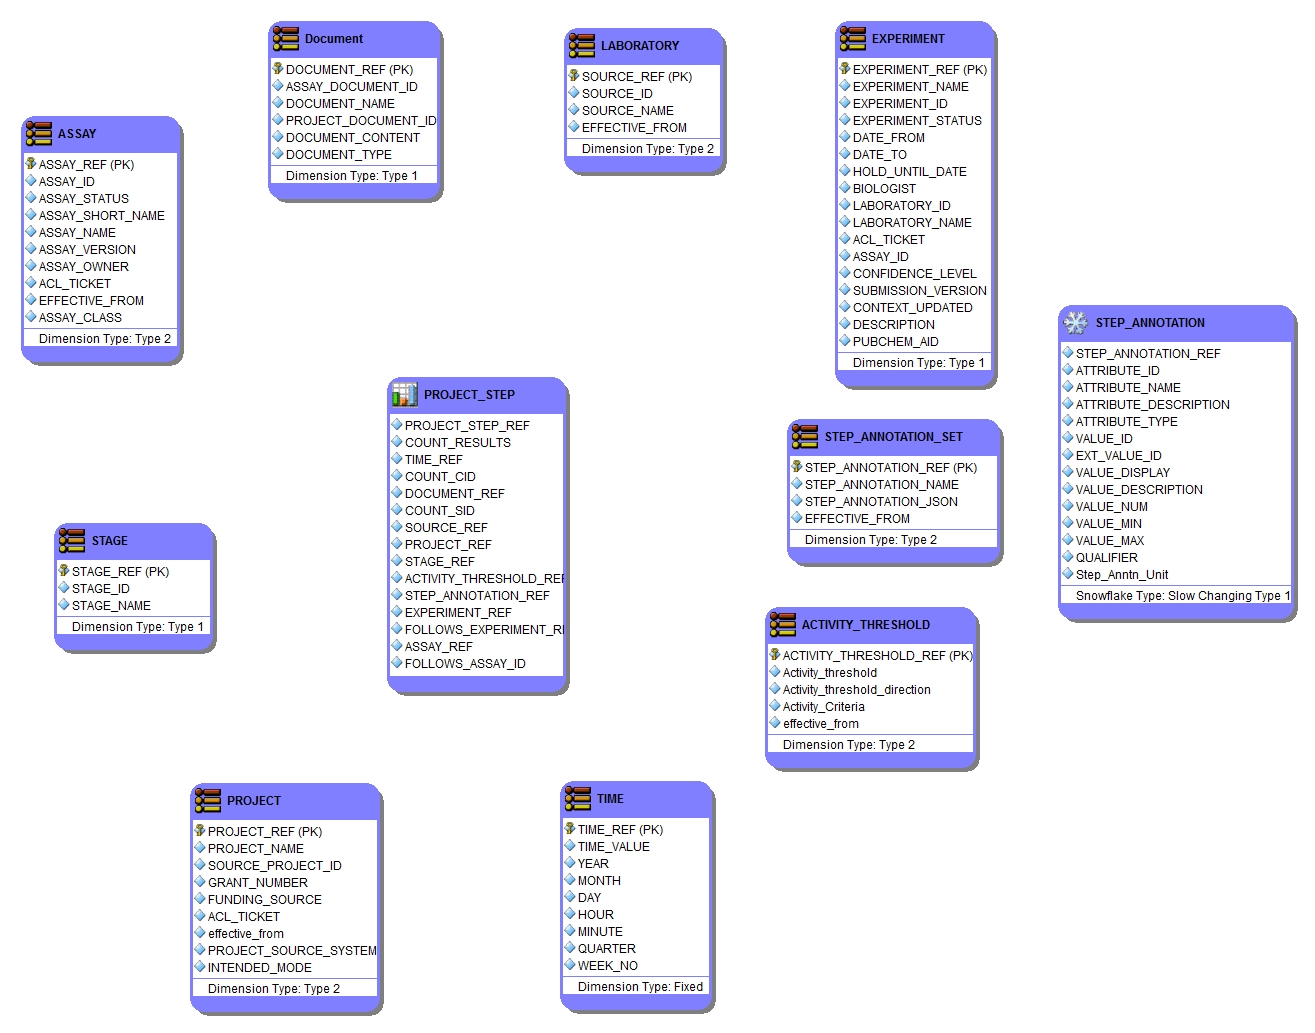 Document
DOCUMENT_REF (PK)
ASSAY_DOCUMENT_ID
DOCUMENT_NAME
PROJECT_DOCUMENT_ID
DOCUMENT_CONTENT
DOCUMENT_TYPE
Dimension Type: Type 1
LABORATORY
SOURCE_REF (PK)
SOURCE_ID
SOURCE_NAME
EFFECTIVE_FROM
Dimension Type: Type 2
EXPERIMENT
EXPERIMENT_REF (PK)
EXPERIMENT_NAME
EXPERIMENT_ID
EXPERIMENT_STATUS
DATE_FROM
DATE_TO
HOLD_UNTIL_DATE
BIOLOGIST
LABORATORY_ID
LABORATORY_NAME
ACL_TICKET
ASSAY_ID
CONFIDENCE_LEVEL
SUBMISSION_VERSION
CONTEXT_UPDATED
DESCRIPTION
PUBCHEM_AID
Dimension Type: Type 1
ASSAY
ASSAY_REF (PK)
ASSAY_ID
ASSAY_STATUS
ASSAY_SHORT_NAME
ASSAY_NAME
ASSAY_VERSION
ASSAY_OWNER
ACL_TICKET
EFFECTIVE_FROM
ASSAY_CLASS
Dimension Type: Type 2
STEP_ANNOTATION
STEP_ANNOTATION_REF
ATTRIBUTE_ID
ATTRIBUTE_NAME
ATTRIBUTE_DESCRIPTION
ATTRIBUTE_TYPE
VALUE_ID
EXT_VALUE_ID
VALUE_DISPLAY
VALUE_DESCRIPTION
VALUE_NUM
VALUE_MIN
VALUE_MAX
QUALIFIER
Step_Anntn_Unit
Snowflake Type: Slow Changing Type 1
PROJECT_STEP
PROJECT_STEP_REF
COUNT_RESULTS
TIME_REF
COUNT_CID
DOCUMENT_REF
COUNT_SID
SOURCE_REF
PROJECT_REF
STAGE_REF
ACTIVITY_THRESHOLD_REF
STEP_ANNOTATION_REF
EXPERIMENT_REF
FOLLOWS_EXPERIMENT_R
ASSAY_REF
FOLLOWS_ASSAY_ID
STEP_ANNOTATION_SET
STEP_ANNOTATION_REF (PK)
STEP_ANNOTATION_NAME
STEP_ANNOTATION_JSON
EFFECTIVE_FROM
Dimension Type: Type 2
STAGE
STAGE_REF (PK)
STAGE_ID
STAGE_NAME
Dimension Type: Type 1
ACTIVITY_THRESHOLD
ACTIVITY_THRESHOLD_REF (PK)
Activity_threshold
Activity_threshold_direction
Activity_Criteria
effective_from
Dimension Type: Type 2
PROJECT
PROJECT_REF (PK)
PROJECT_NAME
SOURCE_PROJECT_ID
GRANT_NUMBER
FUNDING_SOURCE
ACL_TICKET
effective_from
PROJECT_SOURCE_SYSTEM
INTENDED_MODE
Dimension Type: Type 2
TIME
TIME_REF (PK)
TIME_VALUE
YEAR
MONTH
DAY
HOUR
MINUTE
QUARTER
WEEK_NO
Dimension Type: Fixed